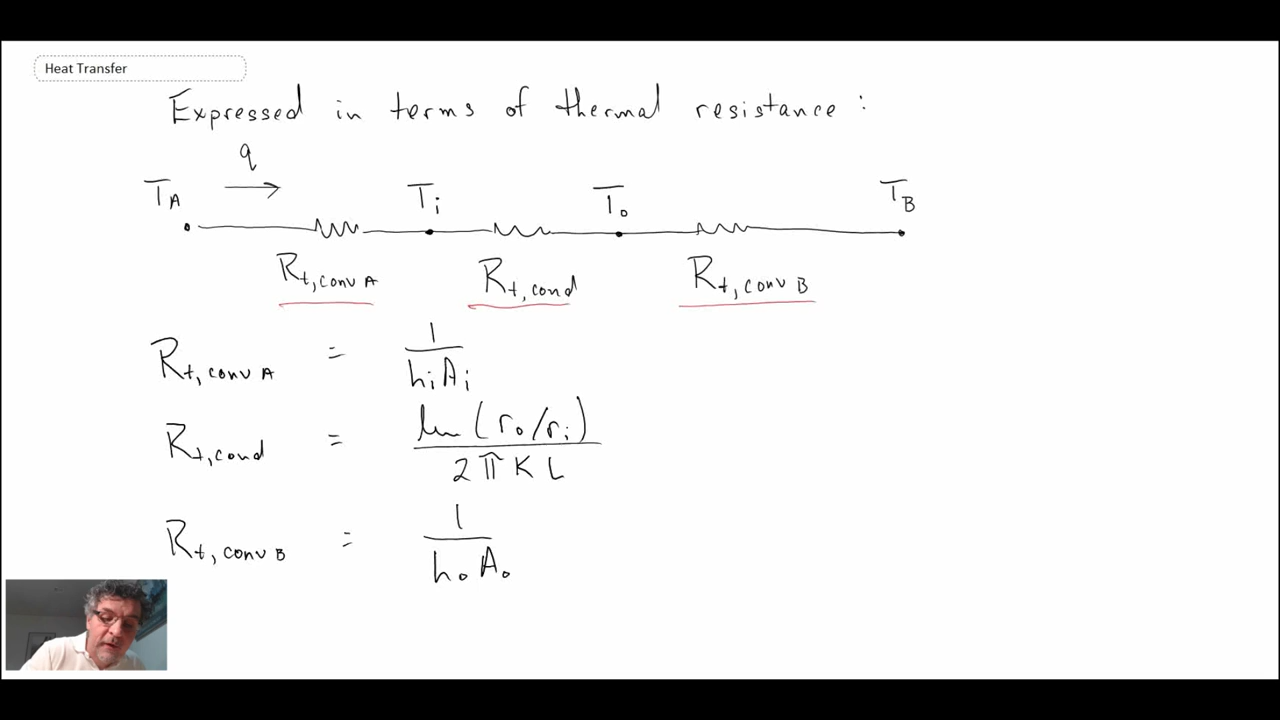 Heat Transfer
Expressed in terms of thermal resistance :
q
T_A T_i T_o T_B
R_t,conv A R_t,cond R_t,conv B
R_t,conv A = 1/(h_i A_i)
R_t,cond = ln (r_o/r_i)/(2 π K L)
R_t,conv B = 1/(h_o A_o)